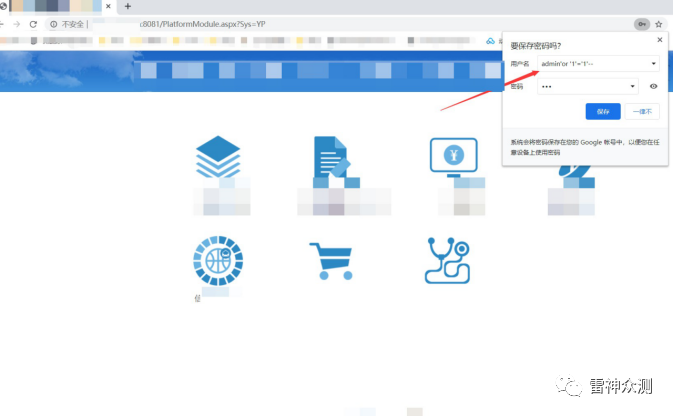 不安全
:8081/PlatformModule.aspx?Sys=YP
要保存密码吗?
用户名
admin'or '1'='1'--
密码
•••
保存
一律不
系统会将密码保存在您的 Google 帐号中，以便您在任
意设备上使用密码
雷神众测